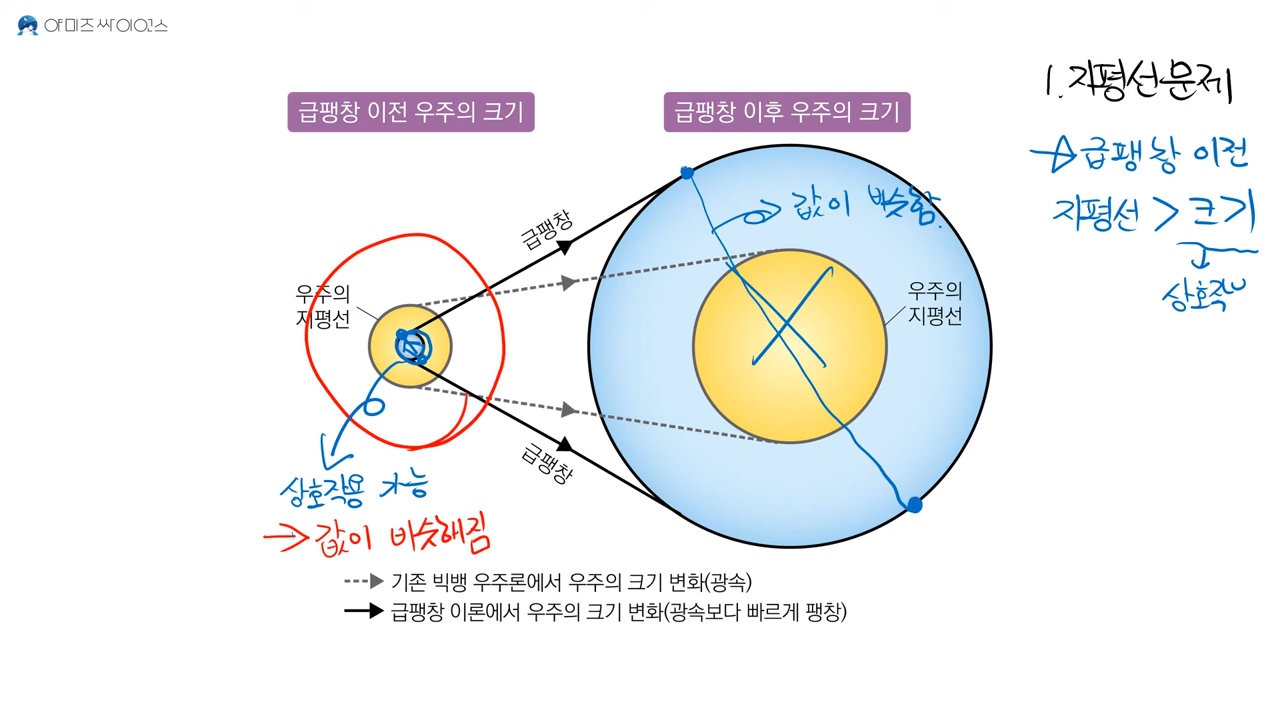 야미즈 싸이언스
급팽창 이전 우주의 크기
급팽창 이후 우주의 크기
1. 지평선 문제
→ 급팽창 이전
지평선 > 크기
상호작
값이 비슷함.
급팽창
우주의
지평선
우주의
지평선
급팽창
상호작용 가능
→ 값이 비슷해짐
기존 빅뱅 우주론에서 우주의 크기 변화(광속)
급팽창 이론에서 우주의 크기 변화(광속보다 빠르게 팽창)